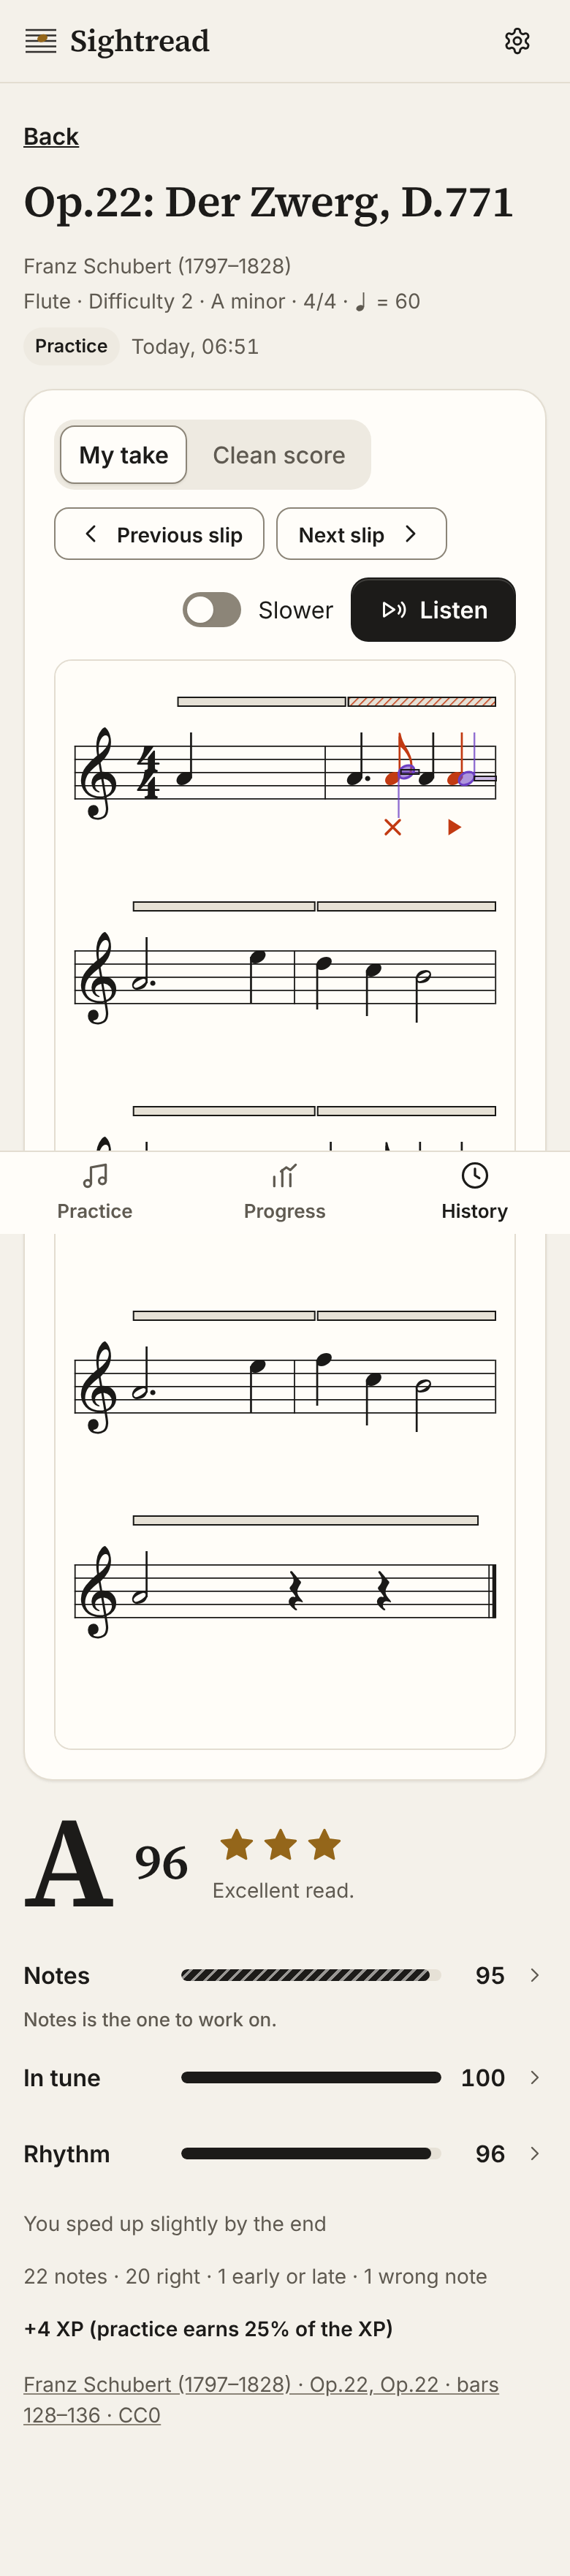 Sightread
Back
Op.22: Der Zwerg, D.771
Franz Schubert (1797–1828)
Flute · Difficulty 2 · A minor · 4/4 · ♩ = 60
Practice Today, 06:51
My take Clean score
Previous slip Next slip
Slower Listen
Practice Progress History
A 96
Excellent read.
Notes 95
Notes is the one to work on.
In tune 100
Rhythm 96
You sped up slightly by the end
22 notes · 20 right · 1 early or late · 1 wrong note
+4 XP (practice earns 25% of the XP)
Franz Schubert (1797–1828) · Op.22, Op.22 · bars
128–136 · CC0